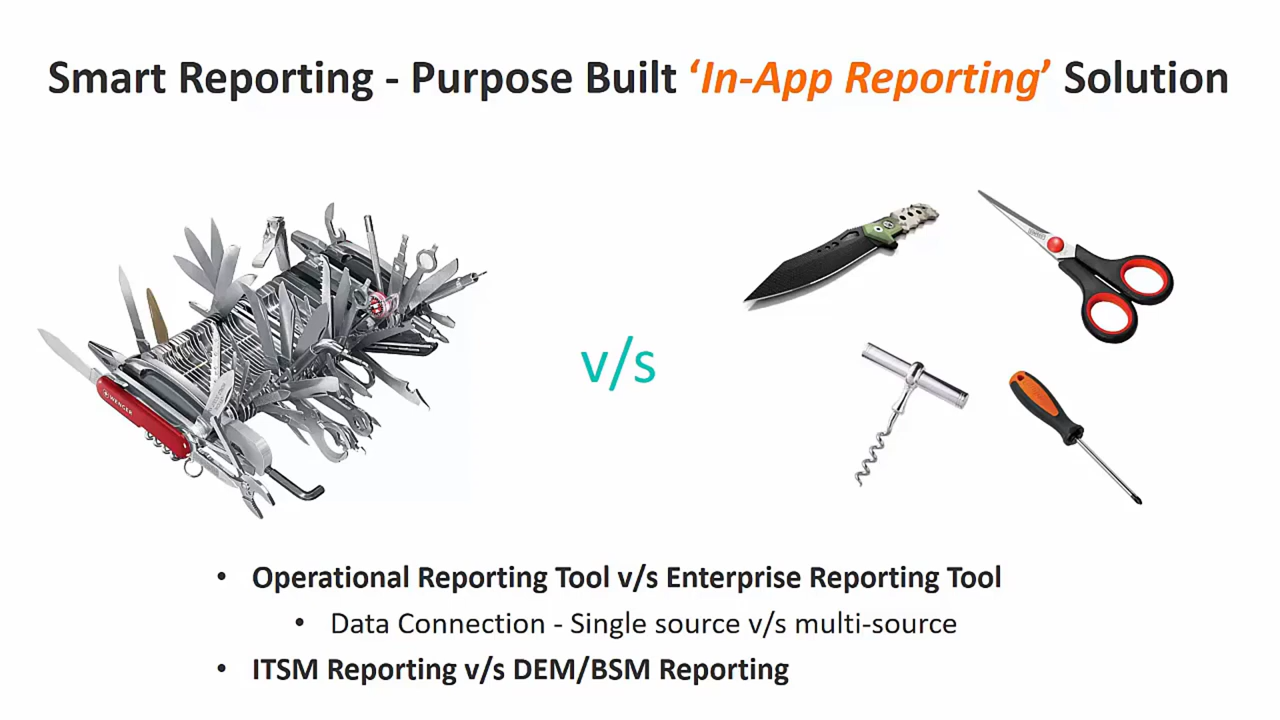 Smart Reporting - Purpose Built ‘In-App Reporting’ Solution
WENGER
v/s
• Operational Reporting Tool v/s Enterprise Reporting Tool
• Data Connection - Single source v/s multi-source
• ITSM Reporting v/s DEM/BSM Reporting